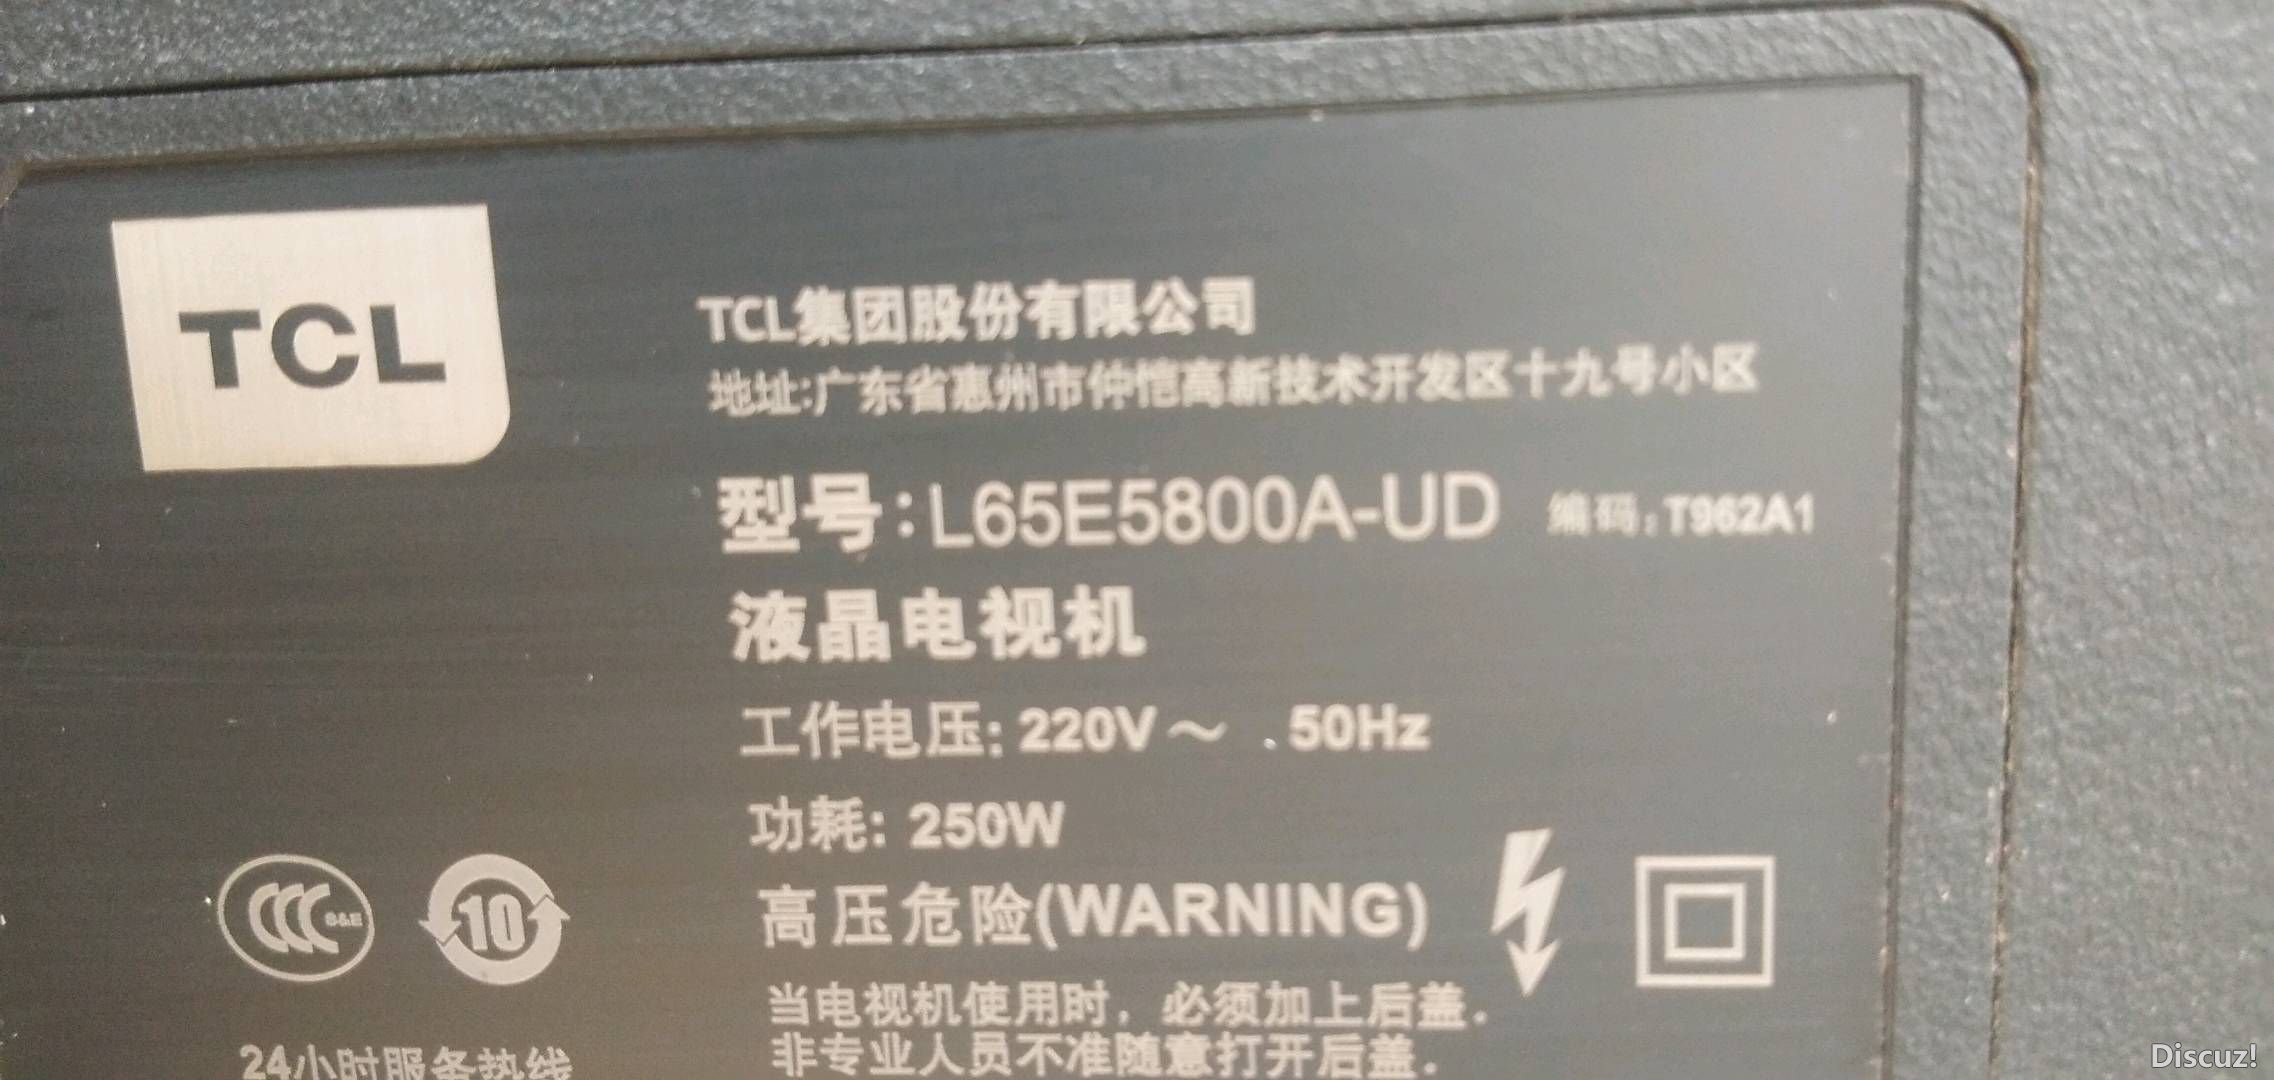 TCL
TCL集团股份有限公司
地址:广东省惠州市仲恺高新技术开发区十九号小区
型号:L65E5800A-UD 编码:T962A1
液晶电视机
工作电压: 220V～ 50Hz
功耗: 250W
高压危险(WARNING)
当电视机使用时，必须加上后盖.
非专业人员不准随意打开后盖.
CCC S&E
10
24小时服务热线
Discuz!